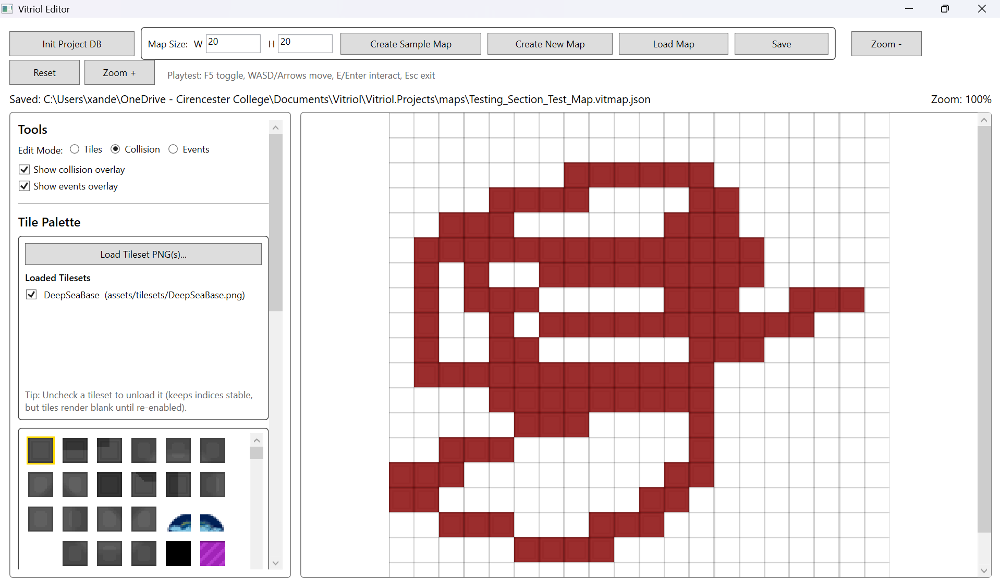 Vitriol Editor
Init Project DB
Map Size: W 20 H 20
Create Sample Map
Create New Map
Load Map
Save
Zoom -
Reset
Zoom +
Playtest: F5 toggle, WASD/Arrows move, E/Enter interact, Esc exit
Saved: C:\Users\xande\OneDrive - Cirencester College\Documents\Vitriol\Vitriol.Projects\maps\Testing_Section_Test_Map.vitmap.json
Zoom: 100%
Tools
Edit Mode: Tiles Collision Events
Show collision overlay
Show events overlay
Tile Palette
Load Tileset PNG(s)...
Loaded Tilesets
DeepSeaBase (assets/tilesets/DeepSeaBase.png)
Tip: Uncheck a tileset to unload it (keeps indices stable,
but tiles render blank until re-enabled).